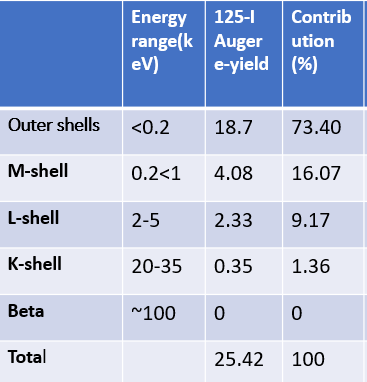 Energy range(k eV) 125-I Auger e-yield Contrib ution (%)
Outer shells <0.2 18.7 73.40
M-shell 0.2<1 4.08 16.07
L-shell 2-5 2.33 9.17
K-shell 20-35 0.35 1.36
Beta ~100 0 0
Total 25.42 100